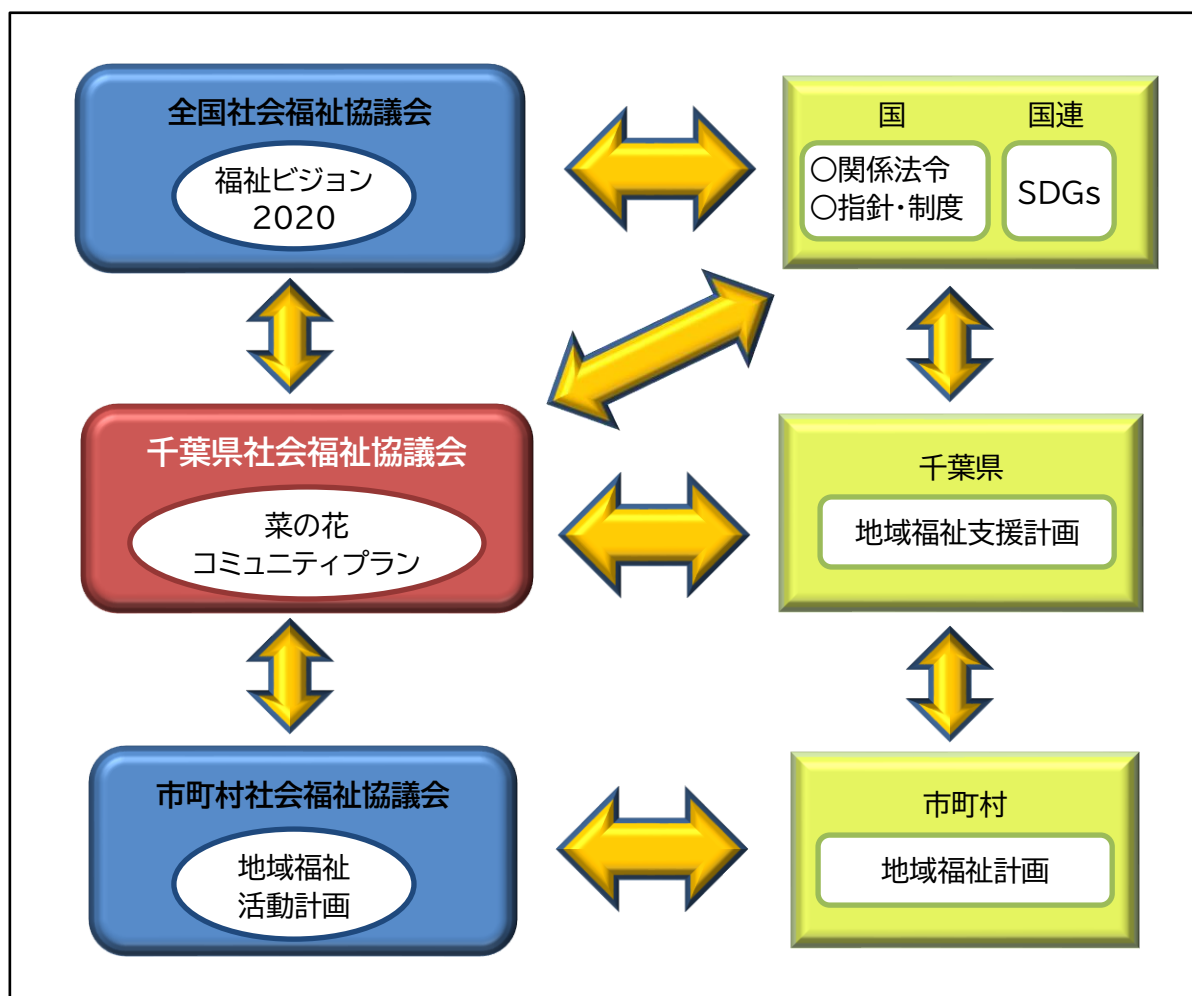 全国社会福祉協議会
福祉ビジョン
2020
国
○関係法令
○指針・制度
国連
SDGs
千葉県社会福祉協議会
菜の花
コミュニティプラン
千葉県
地域福祉支援計画
市町村社会福祉協議会
地域福祉
活動計画
市町村
地域福祉計画